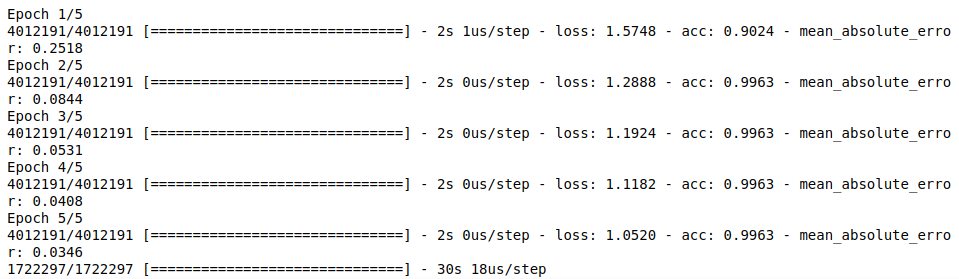 Epoch 1/5
4012191/4012191 [==============================] - 2s 1us/step - loss: 1.5748 - acc: 0.9024 - mean_absolute_erro
r: 0.2518
Epoch 2/5
4012191/4012191 [==============================] - 2s 0us/step - loss: 1.2888 - acc: 0.9963 - mean_absolute_erro
r: 0.0844
Epoch 3/5
4012191/4012191 [==============================] - 2s 0us/step - loss: 1.1924 - acc: 0.9963 - mean_absolute_erro
r: 0.0531
Epoch 4/5
4012191/4012191 [==============================] - 2s 0us/step - loss: 1.1182 - acc: 0.9963 - mean_absolute_erro
r: 0.0408
Epoch 5/5
4012191/4012191 [==============================] - 2s 0us/step - loss: 1.0520 - acc: 0.9963 - mean_absolute_erro
r: 0.0346
1722297/1722297 [==============================] - 30s 18us/step